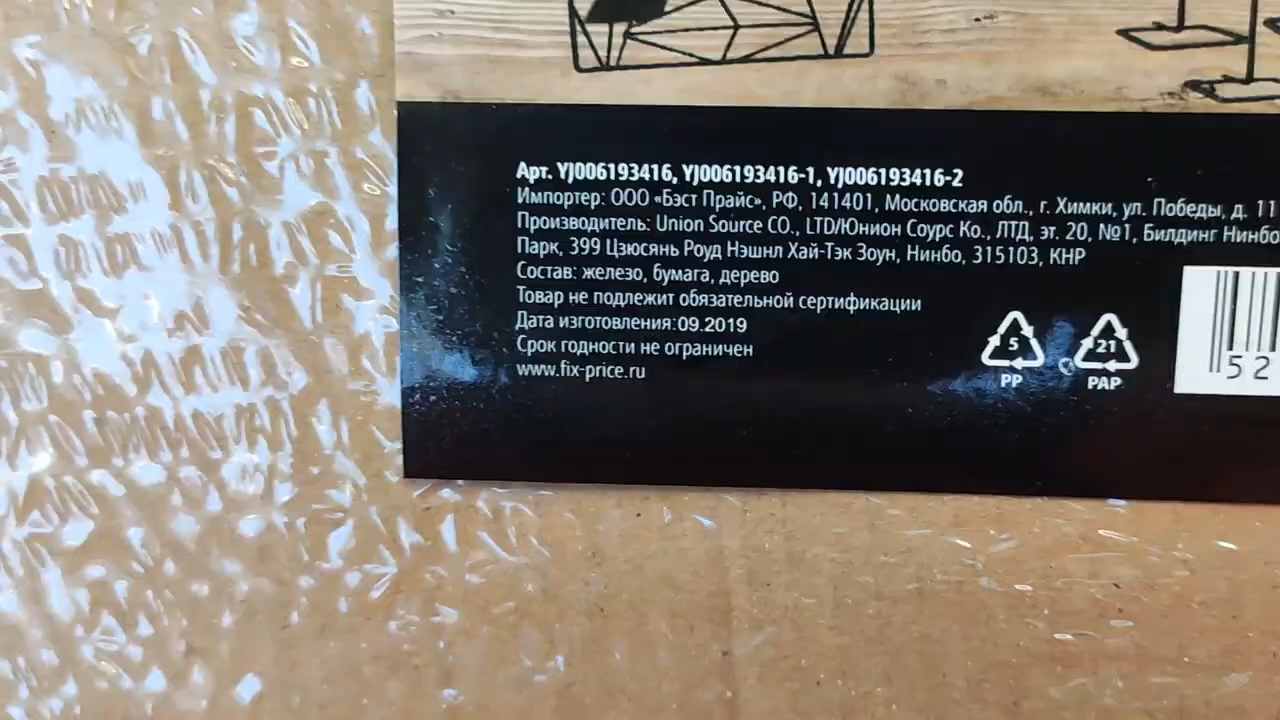 Арт. YJ006193416, YJ006193416-1, YJ006193416-2
Импортер: ООО «Бэст Прайс», РФ, 141401, Московская обл., г. Химки, ул. Победы, д. 11
Производитель: Union Source CO., LTD/Юнион Соурс Ко., ЛТД, эт. 20, №1, Билдинг Нинбо
Парк, 399 Цзюсянь Роуд Нэшнл Хай-Тэк Зоун, Нинбо, 315103, КНР
Состав: железо, бумага, дерево
Товар не подлежит обязательной сертификации
Дата изготовления:09.2019
Срок годности не ограничен
www.fix-price.ru
5 21
PP PAP
52